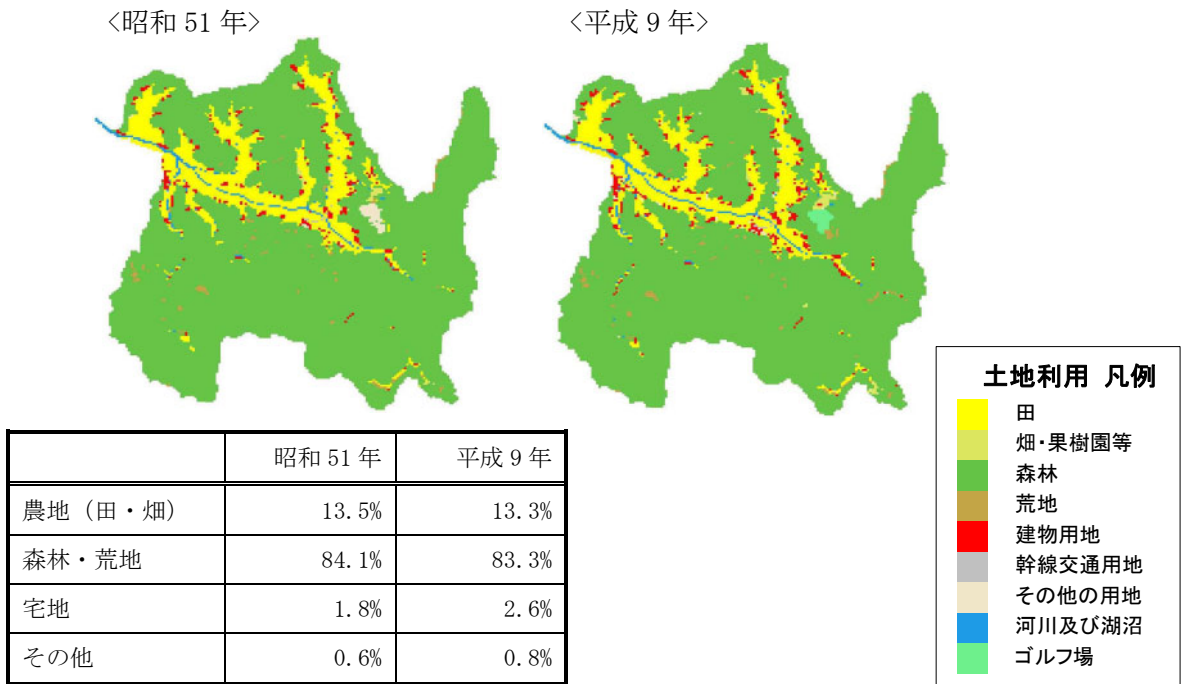 <昭和 51 年>
<平成 9 年>
土地利用 凡例
田
畑・果樹園等
森林
荒地
建物用地
幹線交通用地
その他の用地
河川及び湖沼
ゴルフ場
昭和 51 年 平成 9 年
農地（田・畑） 13.5% 13.3%
森林・荒地 84.1% 83.3%
宅地 1.8% 2.6%
その他 0.6% 0.8%